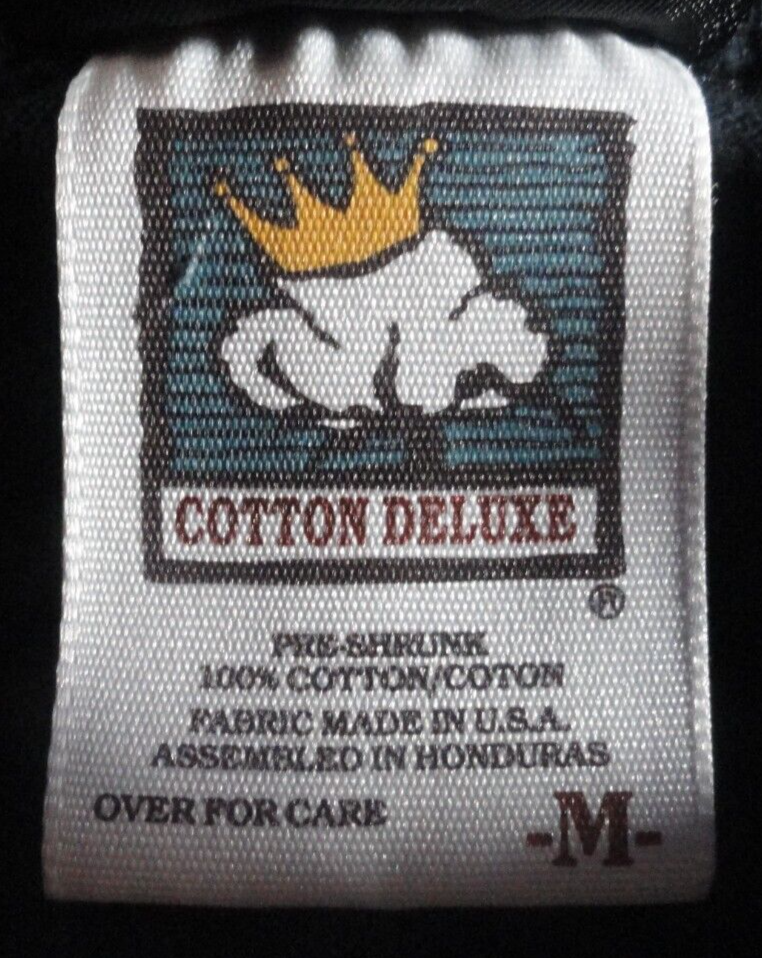 COTTON DELUXE
®
PRE-SHRUNK
100% COTTON/COTON
FABRIC MADE IN U.S.A.
ASSEMBLED IN HONDURAS
OVER FOR CARE
-M-